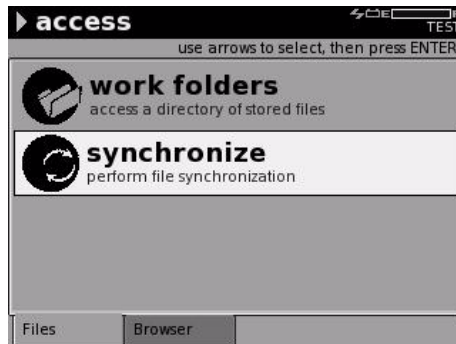 access
E
TEST
use arrows to select, then press ENTER
work folders
access a directory of stored files
synchronize
perform file synchronization
Files Browser